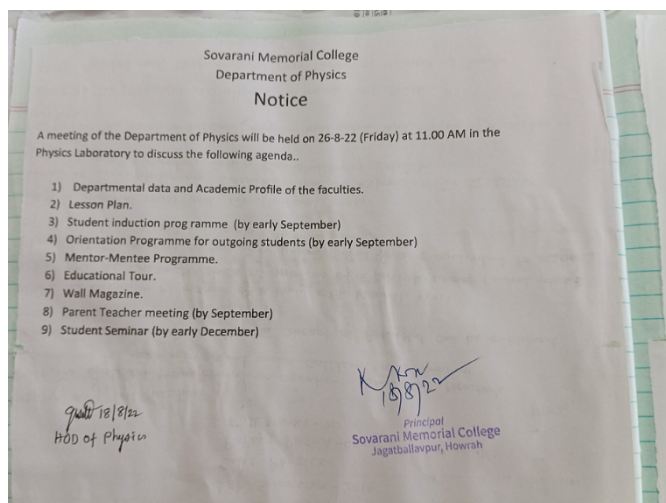 Sovarani Memorial College
Department of Physics
Notice
A meeting of the Department of Physics will be held on 26-8-22 (Friday) at 11.00 AM in the
Physics Laboratory to discuss the following agenda..
1) Departmental data and Academic Profile of the faculties.
2) Lesson Plan.
3) Student induction prog ramme (by early September)
4) Orientation Programme for outgoing students (by early September)
5) Mentor-Mentee Programme.
6) Educational Tour.
7) Wall Magazine.
8) Parent Teacher meeting (by September)
9) Student Seminar (by early December)
18/8/22
HOD of Physics
18/8/22
Principal
Sovarani Memorial College
Jagatballavpur, Howrah